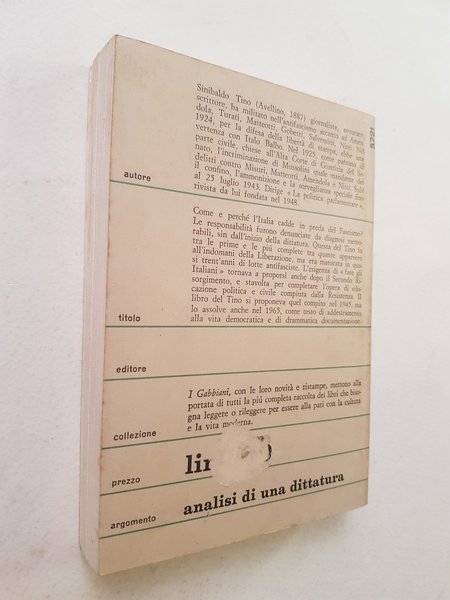 Sinibaldo Tino (Avellino, 1887) giornalista, avvocato,
scrittore, ha militato nell'antifascismo accanto ad Amen-
dola, Turati, Matteotti, Gobetti, Salvemini, Nitti. Nel
1924, per la difesa della libertà di stampa, ebbe una
vertenza con Italo Balbo. Nel 1925, come patrono di
parte civile, chiese all'Alta Corte di Giustizia del Se-
nato, l'incriminazione di Mussolini quale mandante dei
delitti contro Misuri, Matteotti, Amendola e Nitti. Subì
il confino, l'ammonizione e la sorveglianza speciale fino
al 25 luglio 1943. Dirige « La politica parlamentare »,
rivista da lui fondata nel 1948.
autore
5721
Come e perché l'Italia cadde in preda del Fascismo?
Le responsabilità furono denunciate da diagnosi memo-
rabili, sin dall'inizio della dittatura. Questa del Tino fu
tra le prime e le piú complete tra quante apparvero
all'indomani della Liberazione, ma era maturata in qua-
si trent'anni di lotte antifasciste. L'esigenza di « fare gli
Italiani » tornava a proporsi anche dopo il Secondo Ri-
sorgimento, e stavolta per completare l'opera di edu-
cazione politica e civile compiuta dalla Resistenza. Il
libro del Tino si proponeva quel compito nel 1945, ma
lo assolve anche nel 1965, come testo di addestramento
alla vita democratica e di drammatica documentazione.
titolo
editore
I Gabbiani, con le loro novità e ristampe, mettono alla
portata di tutti la piú completa raccolta dei libri che biso-
gna leggere o rileggere per essere alla pari con la cultura
e la vita moderna.
collezione
prezzo
argomento analisi di una dittatura